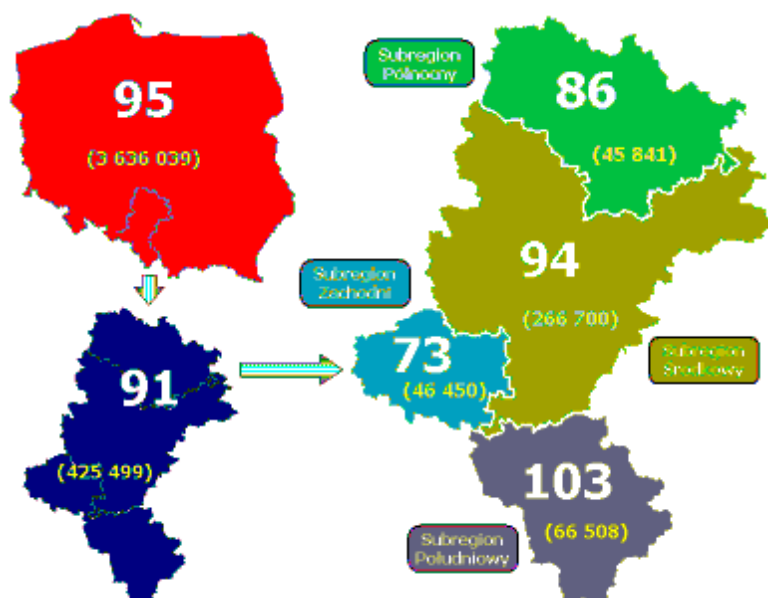 95
(3 636 039)
Subregion
Północny
86
(45 841)
94
(266 700)
Subregion
Zachodni
73
(46 450)
Subregion
Środkowy
91
(425 499)
103
(66 508)
Subregion
Południowy